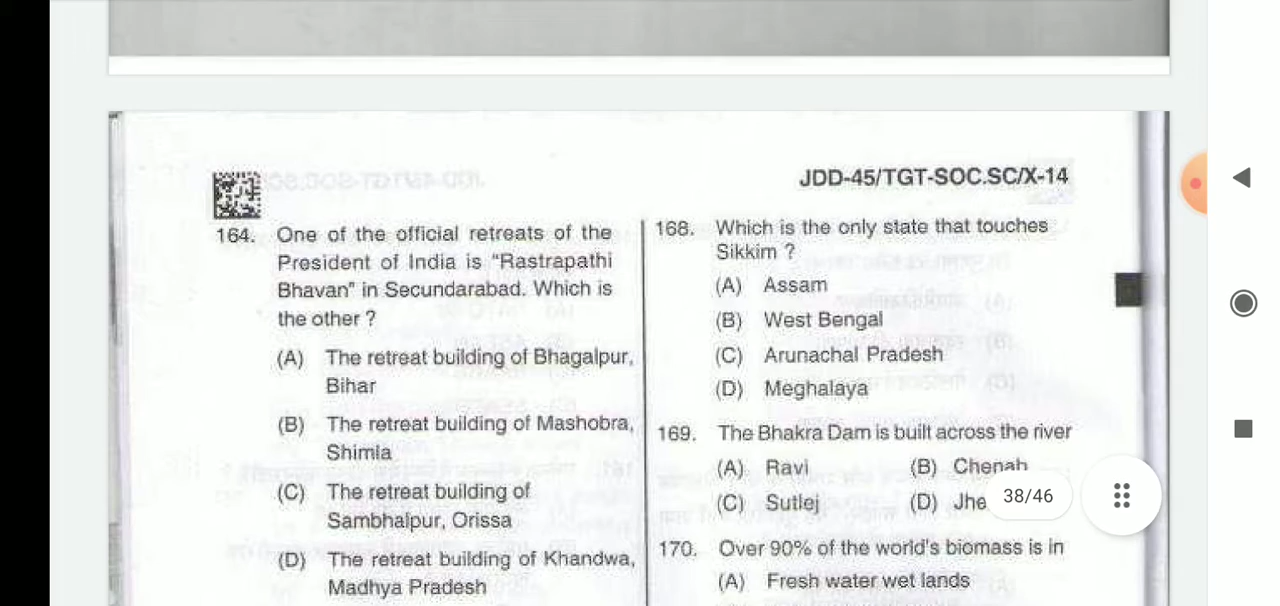 JDD-45/TGT-SOC.SC/X-14
164. One of the official retreats of the
President of India is “Rastrapathi
Bhavan” in Secundarabad. Which is
the other ?
(A) The retreat building of Bhagalpur,
Bihar
(B) The retreat building of Mashobra,
Shimla
(C) The retreat building of
Sambhalpur, Orissa
(D) The retreat building of Khandwa,
Madhya Pradesh
168. Which is the only state that touches
Sikkim ?
(A) Assam
(B) West Bengal
(C) Arunachal Pradesh
(D) Meghalaya
169. The Bhakra Dam is built across the river
(A) Ravi (B) Chenab
(C) Sutlej (D) Jhe
38/46
170. Over 90% of the world's biomass is in
(A) Fresh water wet lands